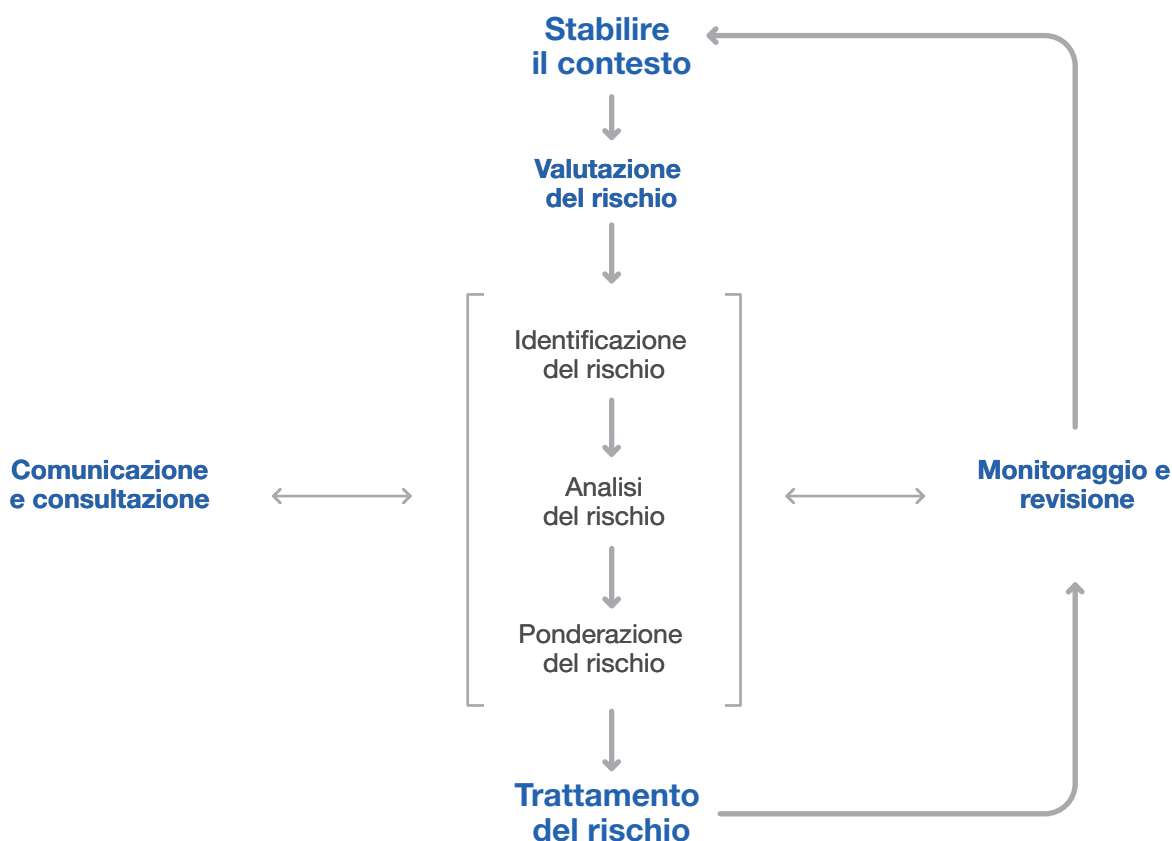 Stabilire
il contesto
Valutazione
del rischio
Identificazione
del rischio
Comunicazione
e consultazione
Analisi
del rischio
Monitoraggio e
revisione
Ponderazione
del rischio
Trattamento
del rischio